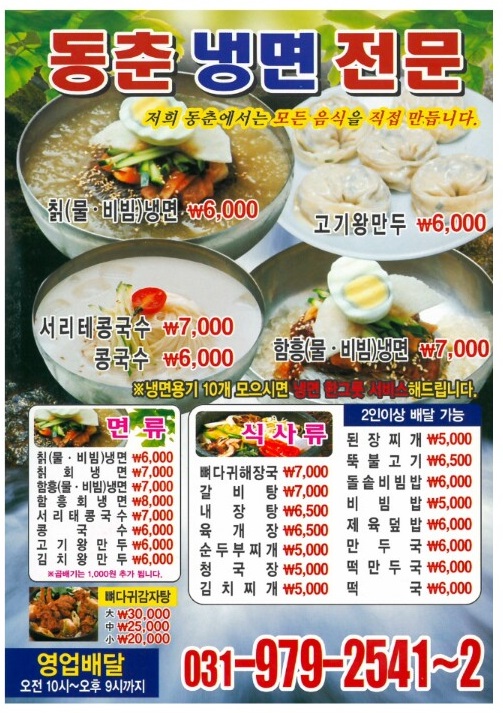 동춘 냉면 전문
저희 동춘에서는 모든 음식을 직접 만듭니다.
칡(물·비빔)냉면 ₩6,000
고기왕만두 ₩6,000
서리태콩국수 ₩7,000
콩국수 ₩6,000
함흥(물·비빔)냉면 ₩7,000
※냉면용기 10개 모으시면 냉면 한그릇 서비스해드립니다.
면류
칡(물·비빔)냉면 ₩6,000
칡회냉면 ₩7,000
함흥(물·비빔)냉면 ₩7,000
함흥회냉면 ₩8,000
서리태콩국수 ₩7,000
콩국수 ₩6,000
고기왕만두 ₩6,000
김치왕만두 ₩6,000
※곱배기는 1,000원 추가 됩니다.
뼈다귀감자탕
大 ₩30,000
中 ₩25,000
小 ₩20,000
식사류
뼈다귀해장국 ₩7,000
갈비탕 ₩7,000
내장탕 ₩6,500
육개장 ₩6,500
순두부찌개 ₩5,000
청국장 ₩5,000
김치찌개 ₩5,000
2인이상 배달 가능
된장찌개 ₩5,000
뚝불고기 ₩6,500
돌솥비빔밥 ₩6,000
비빔밥 ₩5,000
제육덮밥 ₩6,000
만두국 ₩6,000
떡만두국 ₩6,000
떡국 ₩6,000
영업배달
오전 10시~오후 9시까지
031-979-2541~2